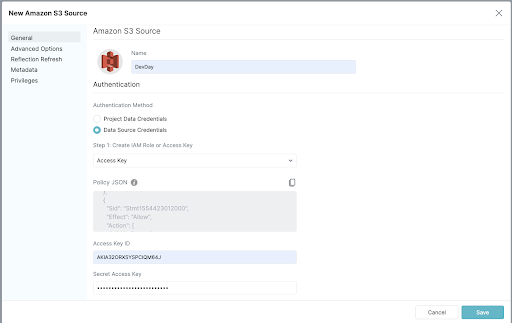 New Amazon S3 Source
General
Advanced Options
Reflection Refresh
Metadata
Privileges
Amazon S3 Source
Name
DevDay
Authentication
Authentication Method
Project Data Credentials
Data Source Credentials
Step 1: Create IAM Role or Access Key
Access Key
Policy JSON
},
{
"Sid": "Stmt1554423012000",
"Effect": "Allow",
"Action": [
Access Key ID
Secret Access Key
Cancel
Save